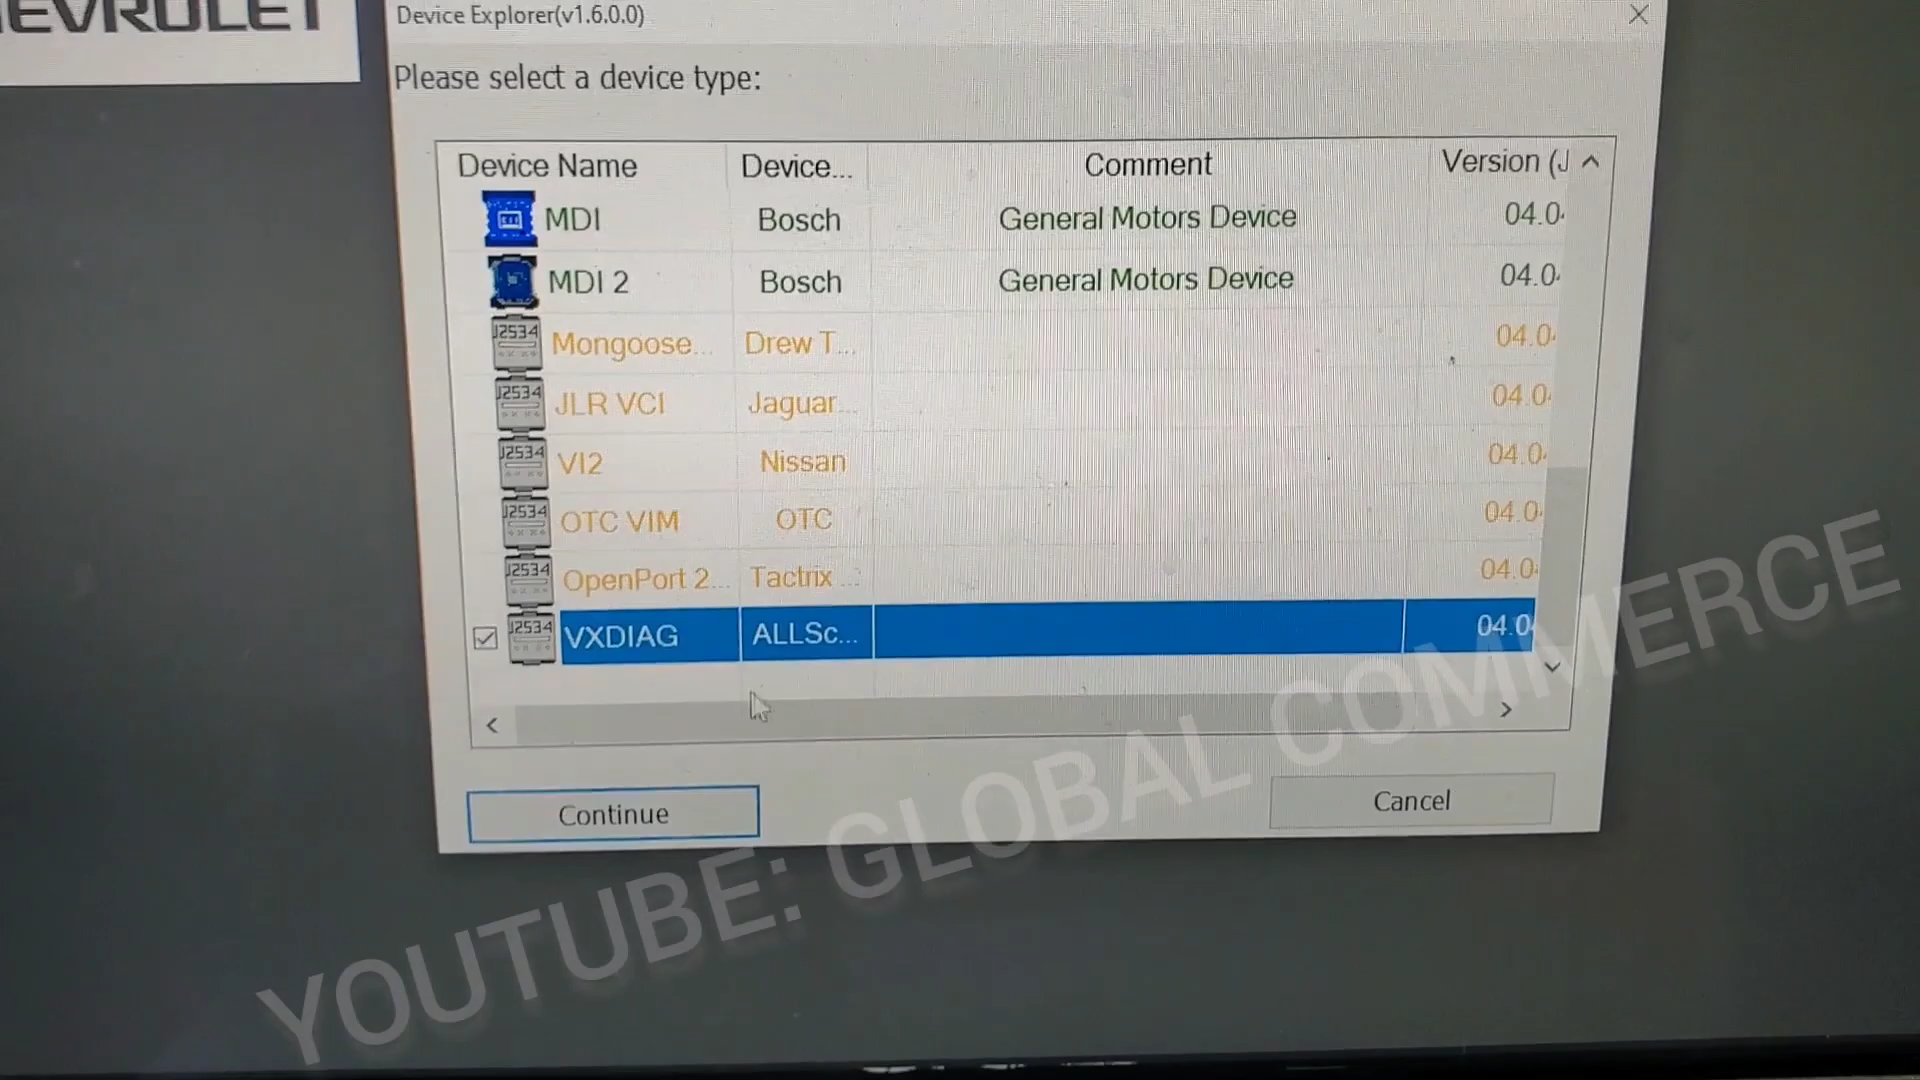 EVROLET
Device Explorer(v1.6.0.0)
Please select a device type:
Device Name Device... Comment Version (J
MDI Bosch General Motors Device 04.0
MDI 2 Bosch General Motors Device 04.0
J2534 Mongoose... Drew T... 04.0
J2534 JLR VCI Jaguar... 04.0
J2534 VI2 Nissan 04.0
J2534 OTC VIM OTC 04.0
J2534 OpenPort 2... Tactrix ... 04.0
J2534 VXDIAG ALLSc... 04.0
Continue Cancel
YOUTUBE: GLOBAL COMMERCE